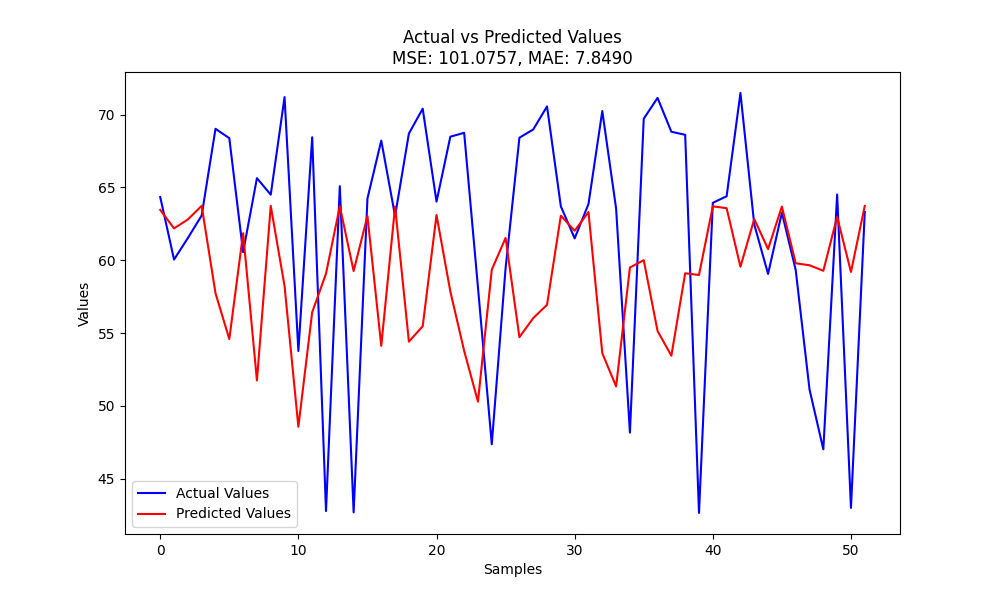 Actual vs Predicted Values
MSE: 101.0757, MAE: 7.8490
Values
70
65
60
55
50
45
Actual Values
Predicted Values
0 10 20 30 40 50
Samples